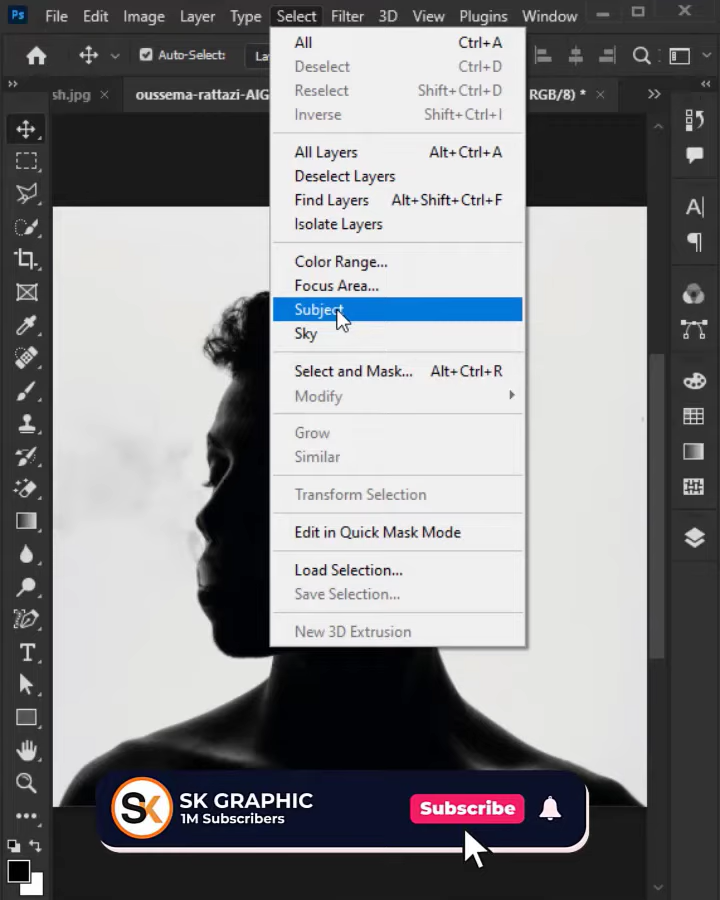 Ps File Edit Image Layer Type Select Filter 3D View Plugins Window
Auto-Select:
sh.jpg × oussema-rattazi-AIG RGB/8) * ×
All Ctrl+A
Deselect Ctrl+D
Reselect Shift+Ctrl+D
Inverse Shift+Ctrl+I
All Layers Alt+Ctrl+A
Deselect Layers
Find Layers Alt+Shift+Ctrl+F
Isolate Layers
Color Range...
Focus Area...
Subject
Sky
Select and Mask... Alt+Ctrl+R
Modify
Grow
Similar
Transform Selection
Edit in Quick Mask Mode
Load Selection...
Save Selection...
New 3D Extrusion
SK
SK GRAPHIC
1M Subscribers
Subscribe